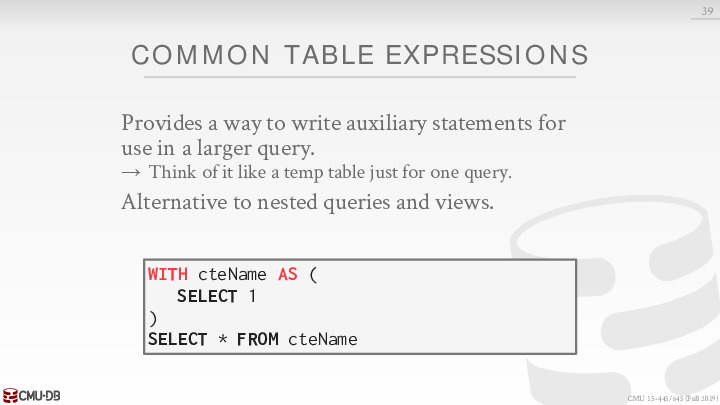 39
COMMON TABLE EXPRESSIONS
Provides a way to write auxiliary statements for
use in a larger query.
→ Think of it like a temp table just for one query.
Alternative to nested queries and views.
WITH cteName AS (
SELECT 1
)
SELECT * FROM cteName
CMU·DB
CMU 15-445/645 (Fall 2019)